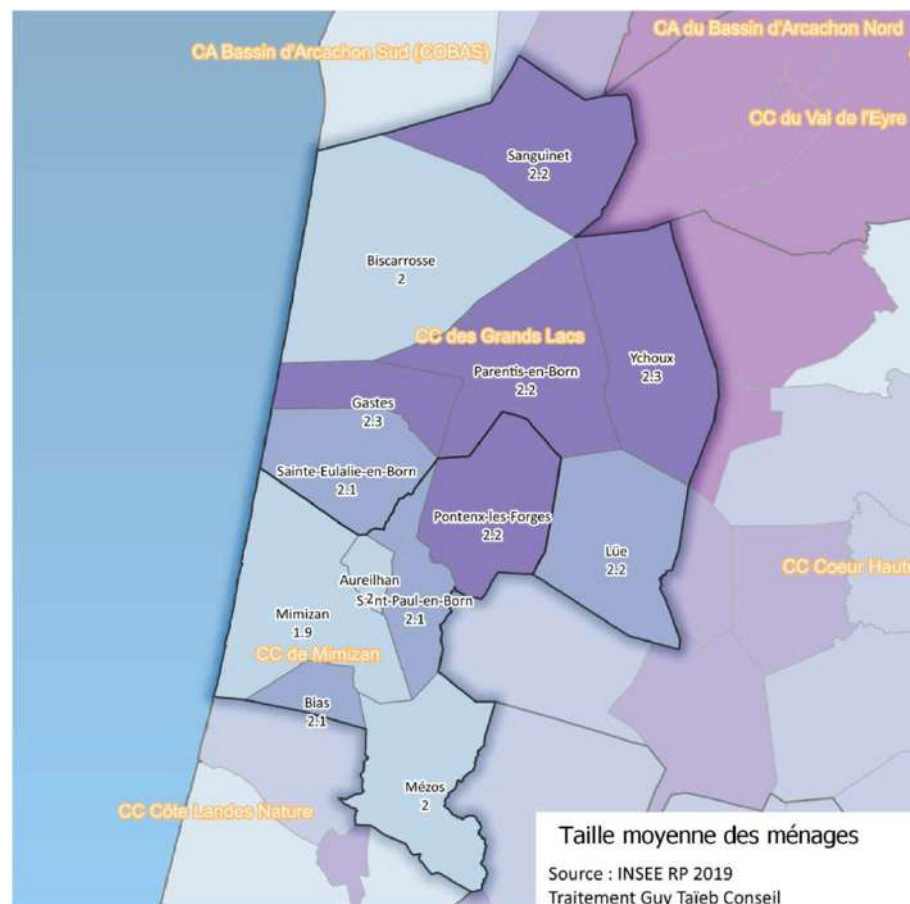 CA du Bassin d'Arcachon Nord
CA Bassin d'Arcachon Sud (COBAS)
CC du Val de l'Eyre
Sanguinet
2.2
Biscarrosse
2
CC des Grands Lacs
Ychoux
2.3
Parentis-en-Born
2.2
Gastes
2.3
Sainte-Eulalie-en-Born
2.1
Pontenx-les-Forges
2.2
Lüe
2.2
CC Coeur Haute
Aureilhan
2
Saint-Paul-en-Born
2.1
Mimizan
1.9
CC de Mimizan
Bias
2.1
Mézos
2
CC Côte Landes Nature
Taille moyenne des ménages
Source : INSEE RP 2019
Traitement Guy Taïeb Conseil